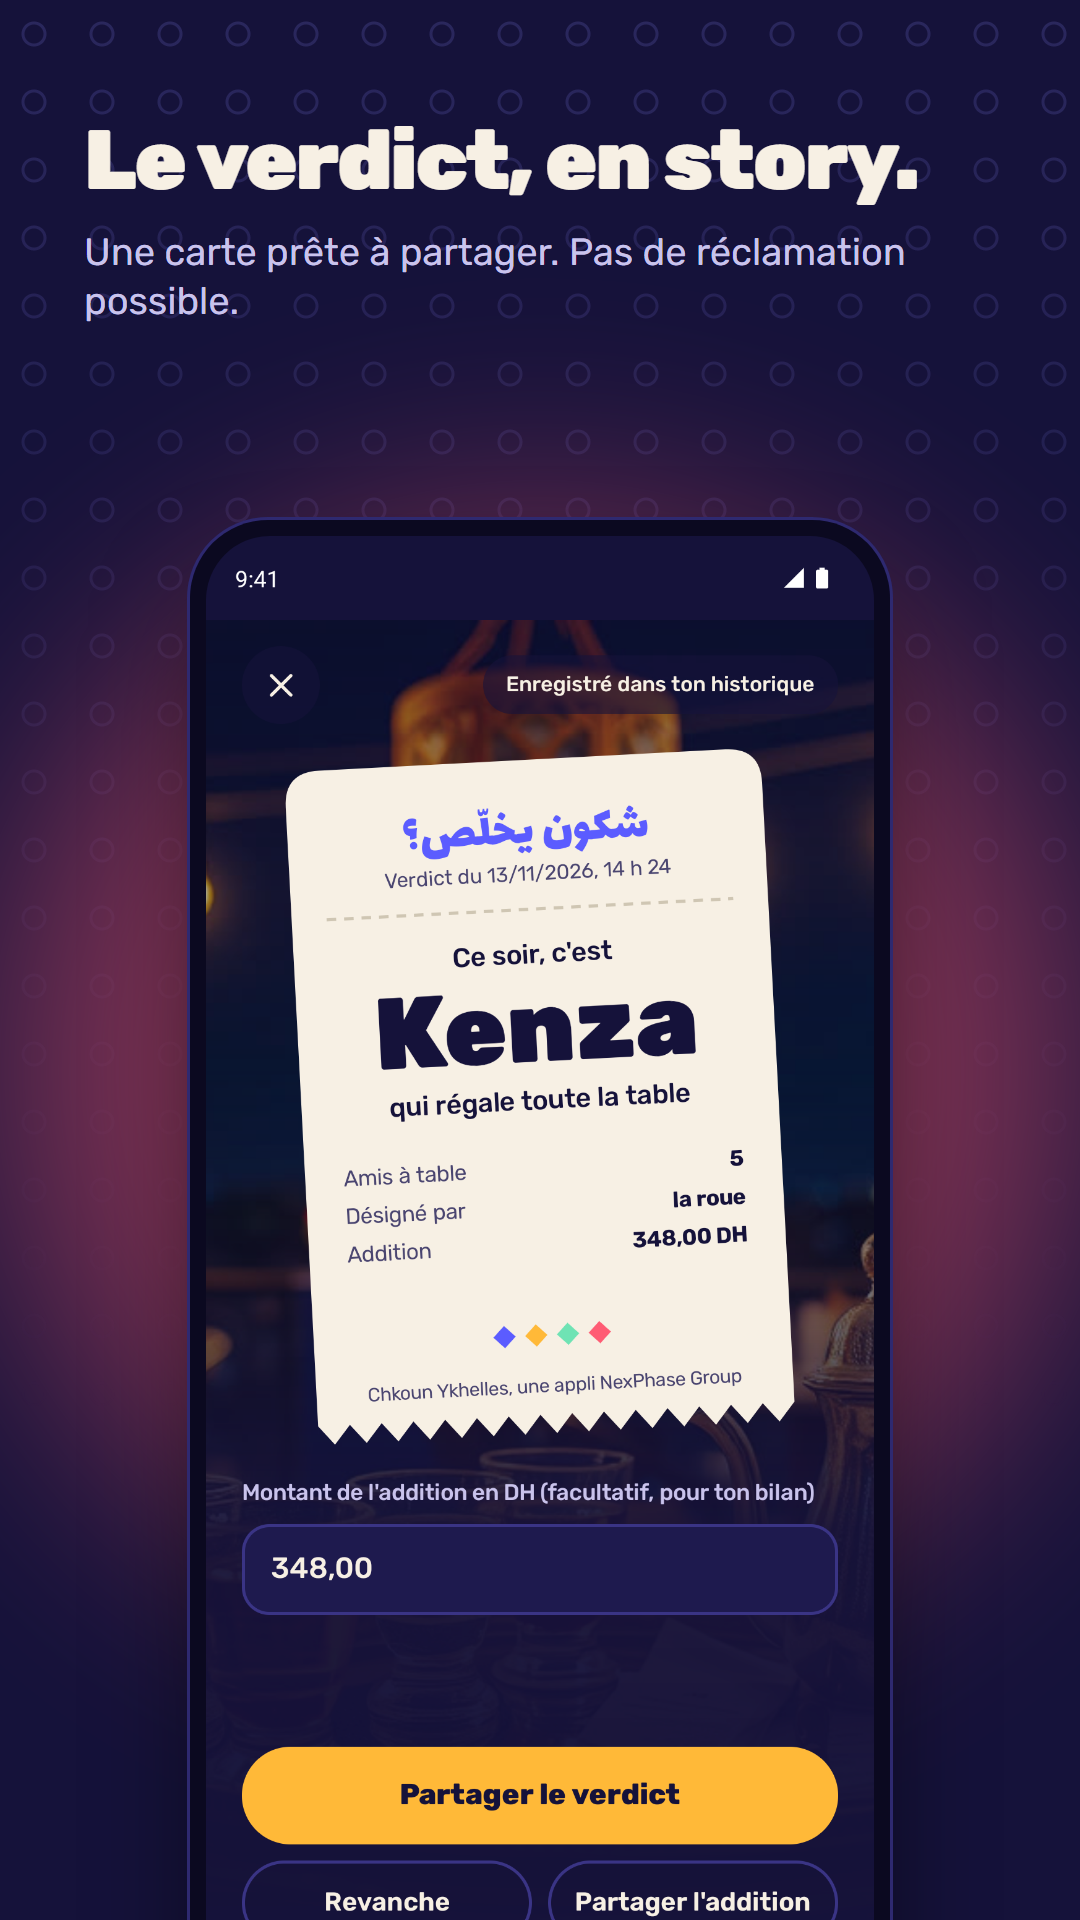 Le verdict, en story.
Une carte prête à partager. Pas de réclamation
possible.
9:41
Enregistré dans ton historique
شكون يخلّص؟
Verdict du 13/11/2026, 14 h 24
Ce soir, c'est
Kenza
qui régale toute la table
Amis à table 5
Désigné par la roue
Addition 348,00 DH
Chkoun Ykhelles, une appli NexPhase Group
Montant de l'addition en DH (facultatif, pour ton bilan)
348,00
Partager le verdict
Revanche Partager l'addition